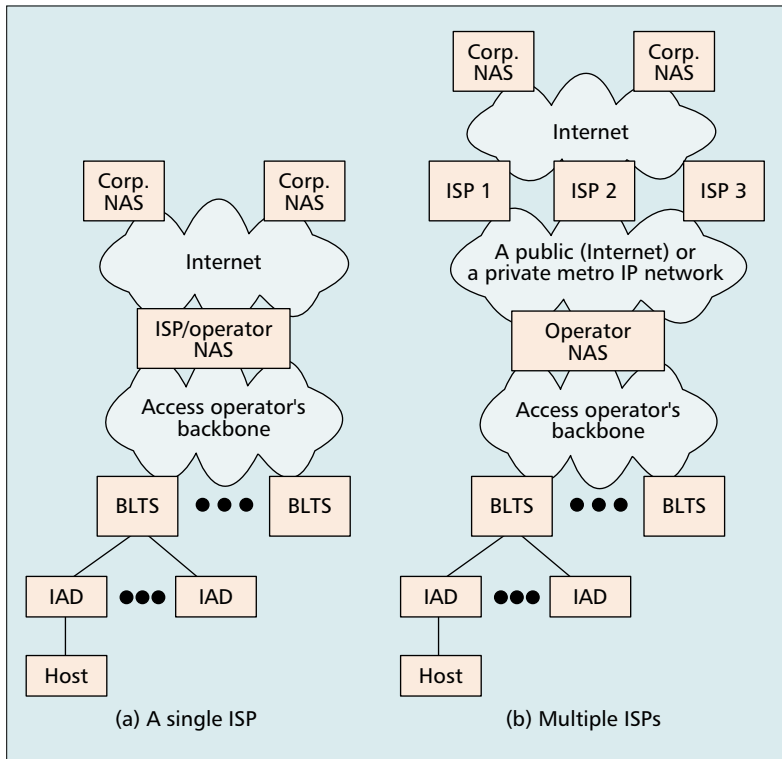 Corp.
NAS
Corp.
NAS
Internet
ISP/operator
NAS
Access operator's
backbone
BLTS
BLTS
IAD
IAD
Host
(a) A single ISP
Corp.
NAS
Corp.
NAS
Internet
ISP 1
ISP 2
ISP 3
A public (Internet) or
a private metro IP network
Operator
NAS
Access operator's
backbone
BLTS
BLTS
IAD
IAD
Host
(b) Multiple ISPs